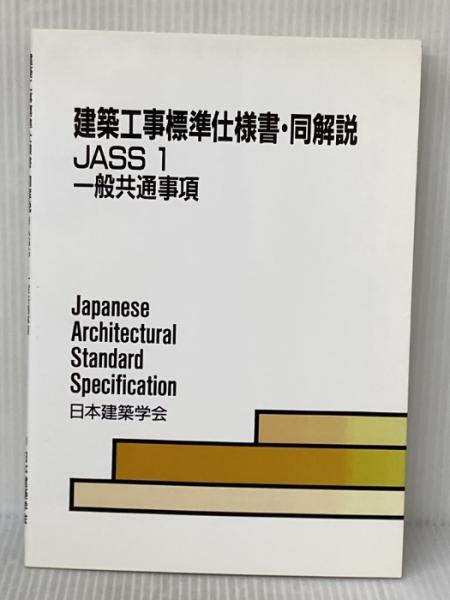 建築工事標準仕様書・同解説
JASS 1
一般共通事項
Japanese
Architectural
Standard
Specification
日本建築学会